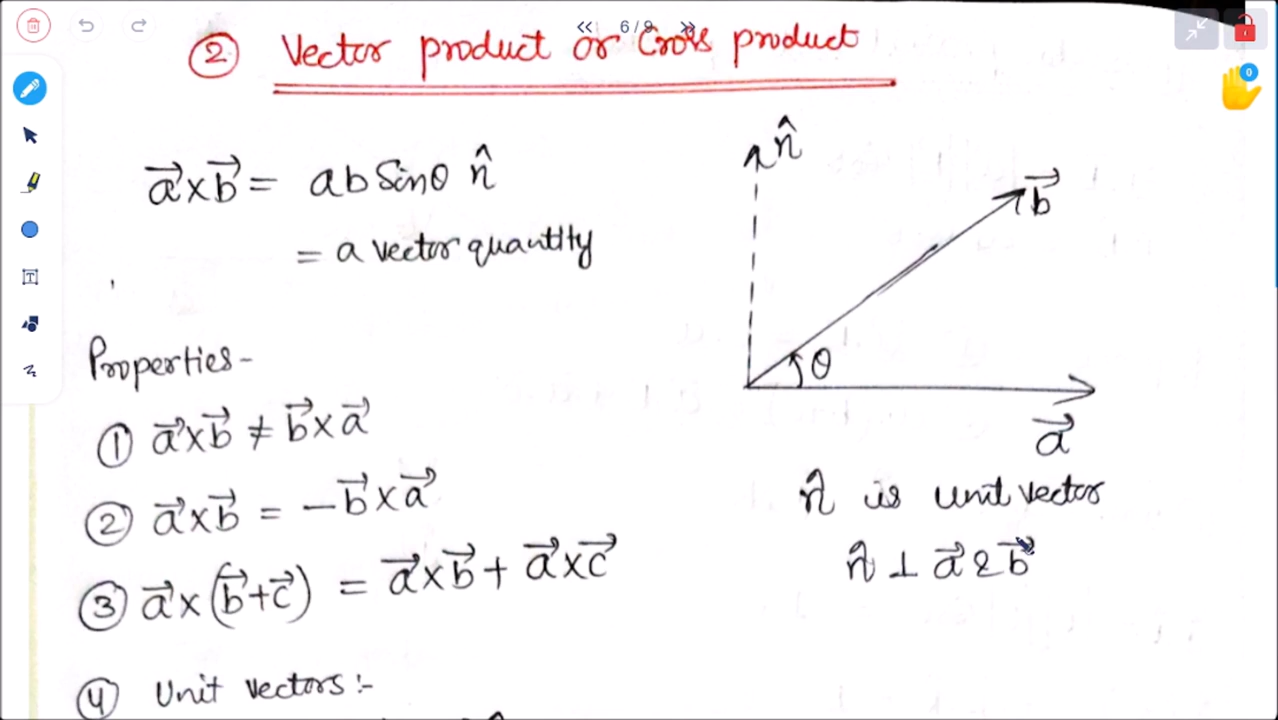 6 / 9
② Vector product or Cross product
a⃗ x b⃗ = ab Sinθ n̂
= a vector quantity
n̂
b⃗
θ
a⃗
Properties-
① a⃗ x b⃗ ≠ b⃗ x a⃗
② a⃗ x b⃗ = -b⃗ x a⃗
③ a⃗ x (b⃗+c⃗) = a⃗ x b⃗ + a⃗ x c⃗
n̂ is unit vector
n̂ ⊥ a⃗ & b⃗
④ Unit vectors :-
0
T